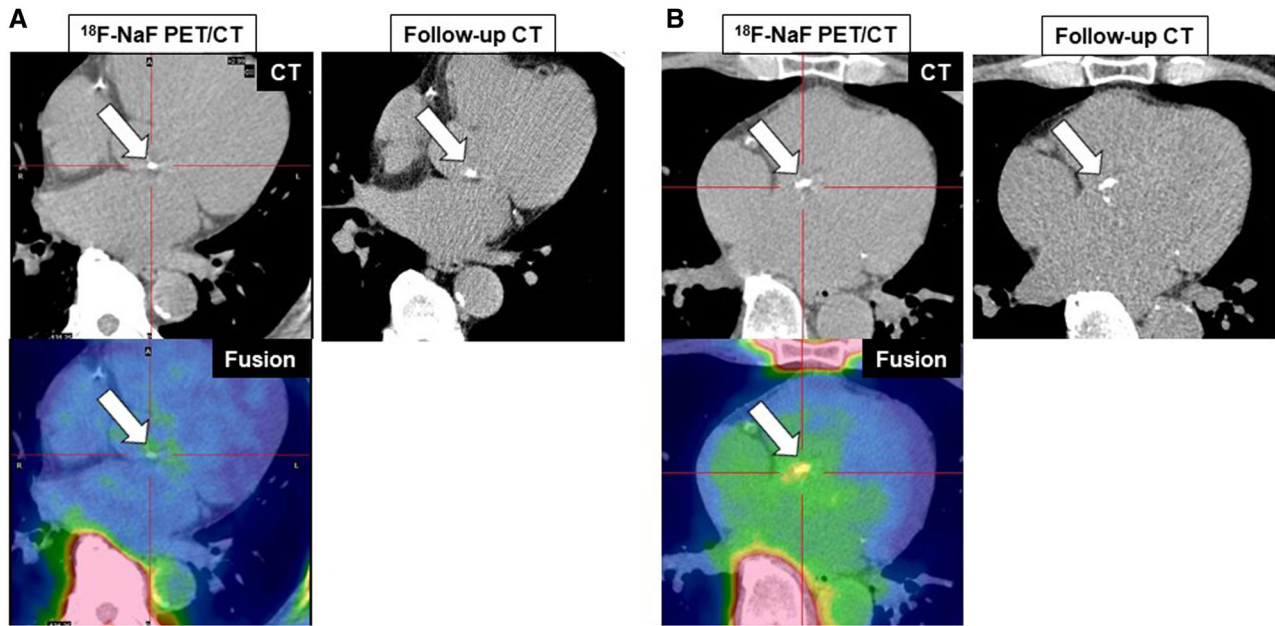 A
¹⁸F-NaF PET/CT
Follow-up CT
CT
A
R
L
Fusion
A
R
L
B
¹⁸F-NaF PET/CT
Follow-up CT
CT
Fusion